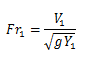 Fr₁ = V₁ / √gY₁